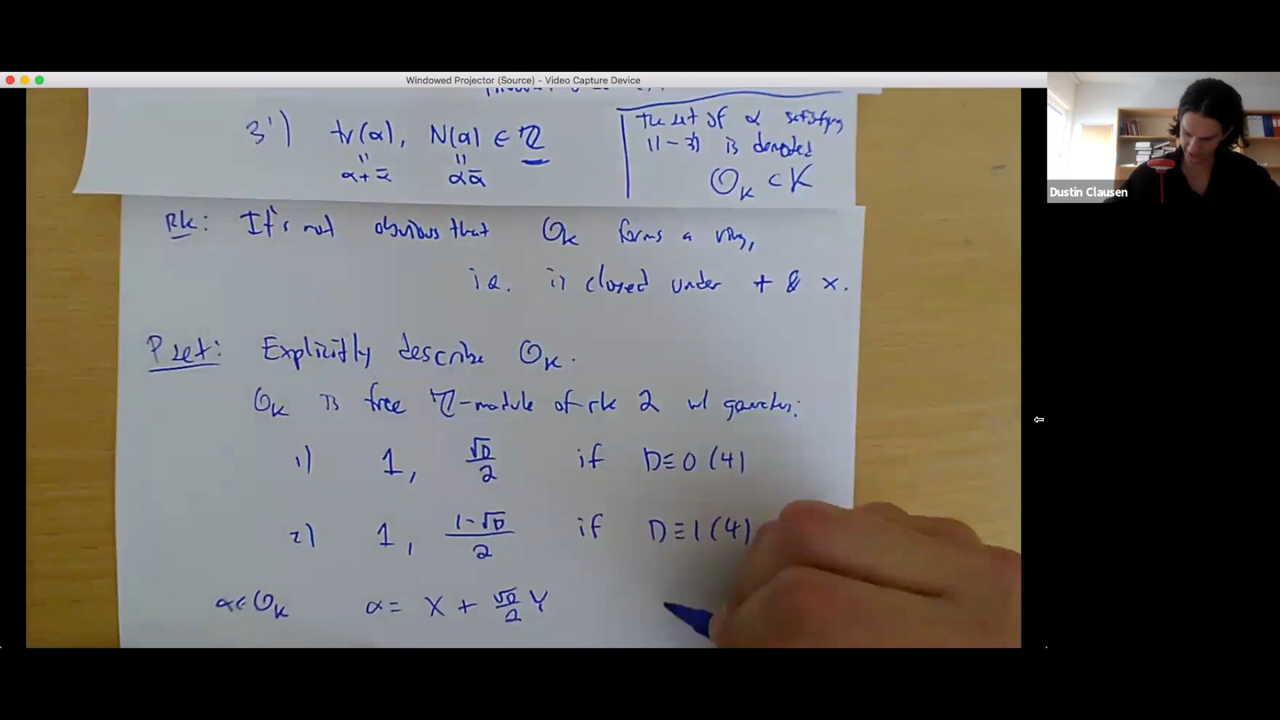 Windowed Projector (Source) - Video Capture Device
3') tr(α), N(α) ∈ ℤ
" "
α+ᾱ αᾱ
The set of α satisfying
1) - 3) is denoted
O_K ⊂ K
Dustin Clausen
Rk: It's not obvious that O_K forms a ring,
i.e. is closed under + & ×.
Pset: Explicitly describe O_K.
O_K is free ℤ-module of rk 2 w/ generators:
1) 1, √D/2 if D ≡ 0 (4)
2) 1, (1-√D)/2 if D ≡ 1 (4)
α ∈ O_K α = X + √D/2 Y